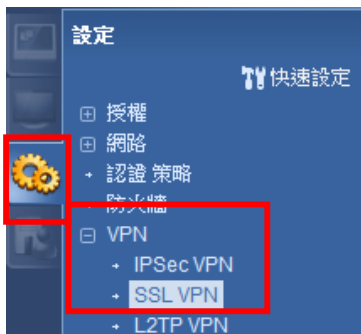 設定
快速設定
授權
網路
認證 策略
防火牆
VPN
IPSec VPN
SSL VPN
L2TP VPN